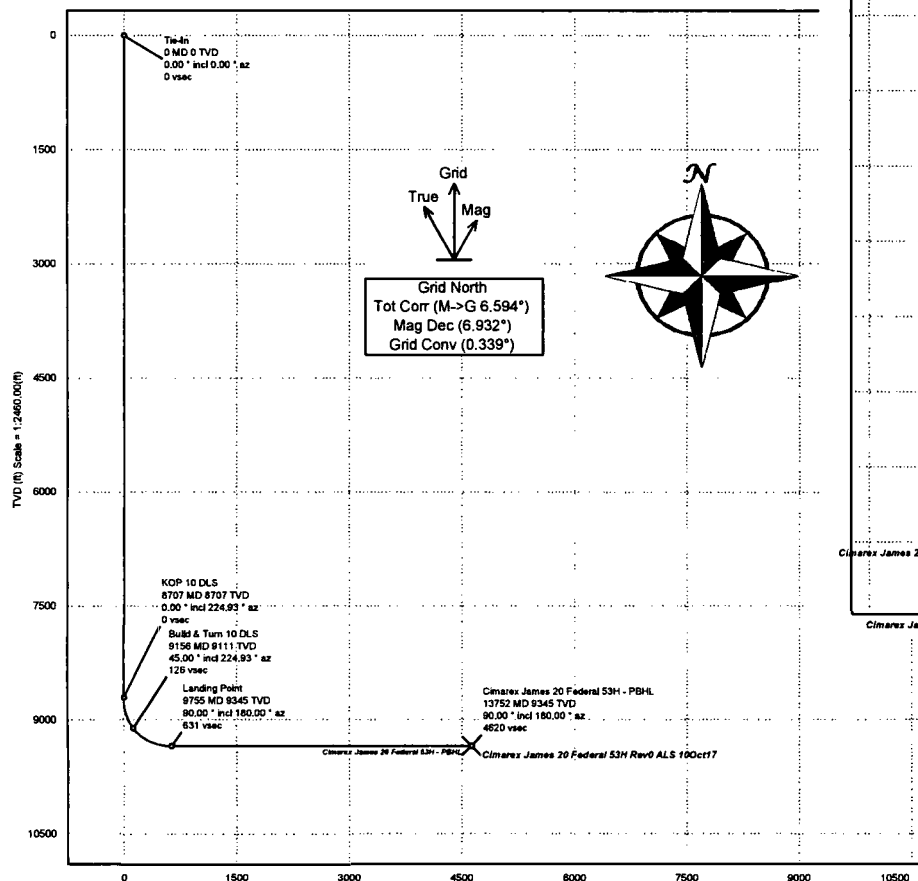 0
Tie-In
0 MD 0 TVD
0.00 ° incl 0.00 ° az
0 vsec
1500
Grid
True
Mag
N
3000
Grid North
Tot Corr (M->G 6.594°)
Mag Dec (6.932°)
Grid Conv (0.339°)
4500
TVD (ft) Scale = 1:2460.00(ft)
6000
Cimarex James 2
7500
KOP 10 DLS
8707 MD 8707 TVD
0.00 ° incl 224.93 ° az
0 vsec
Cimarex Ja
Build & Turn 10 DLS
9156 MD 9111 TVD
45.00 ° incl 224.93 ° az
126 vsec
Landing Point
9755 MD 9345 TVD
90.00 ° incl 180.00 ° az
631 vsec
Cimarex James 20 Federal 53H - PBHL
13752 MD 9345 TVD
90.00 ° incl 180.00 ° az
4620 vsec
9000
Cimarex James 20 Federal 53H - PBHL
Cimarex James 20 Federal 53H Rev0 ALS 10Oct17
10500
0 1500 3000 4500 6000 7500 9000 10500